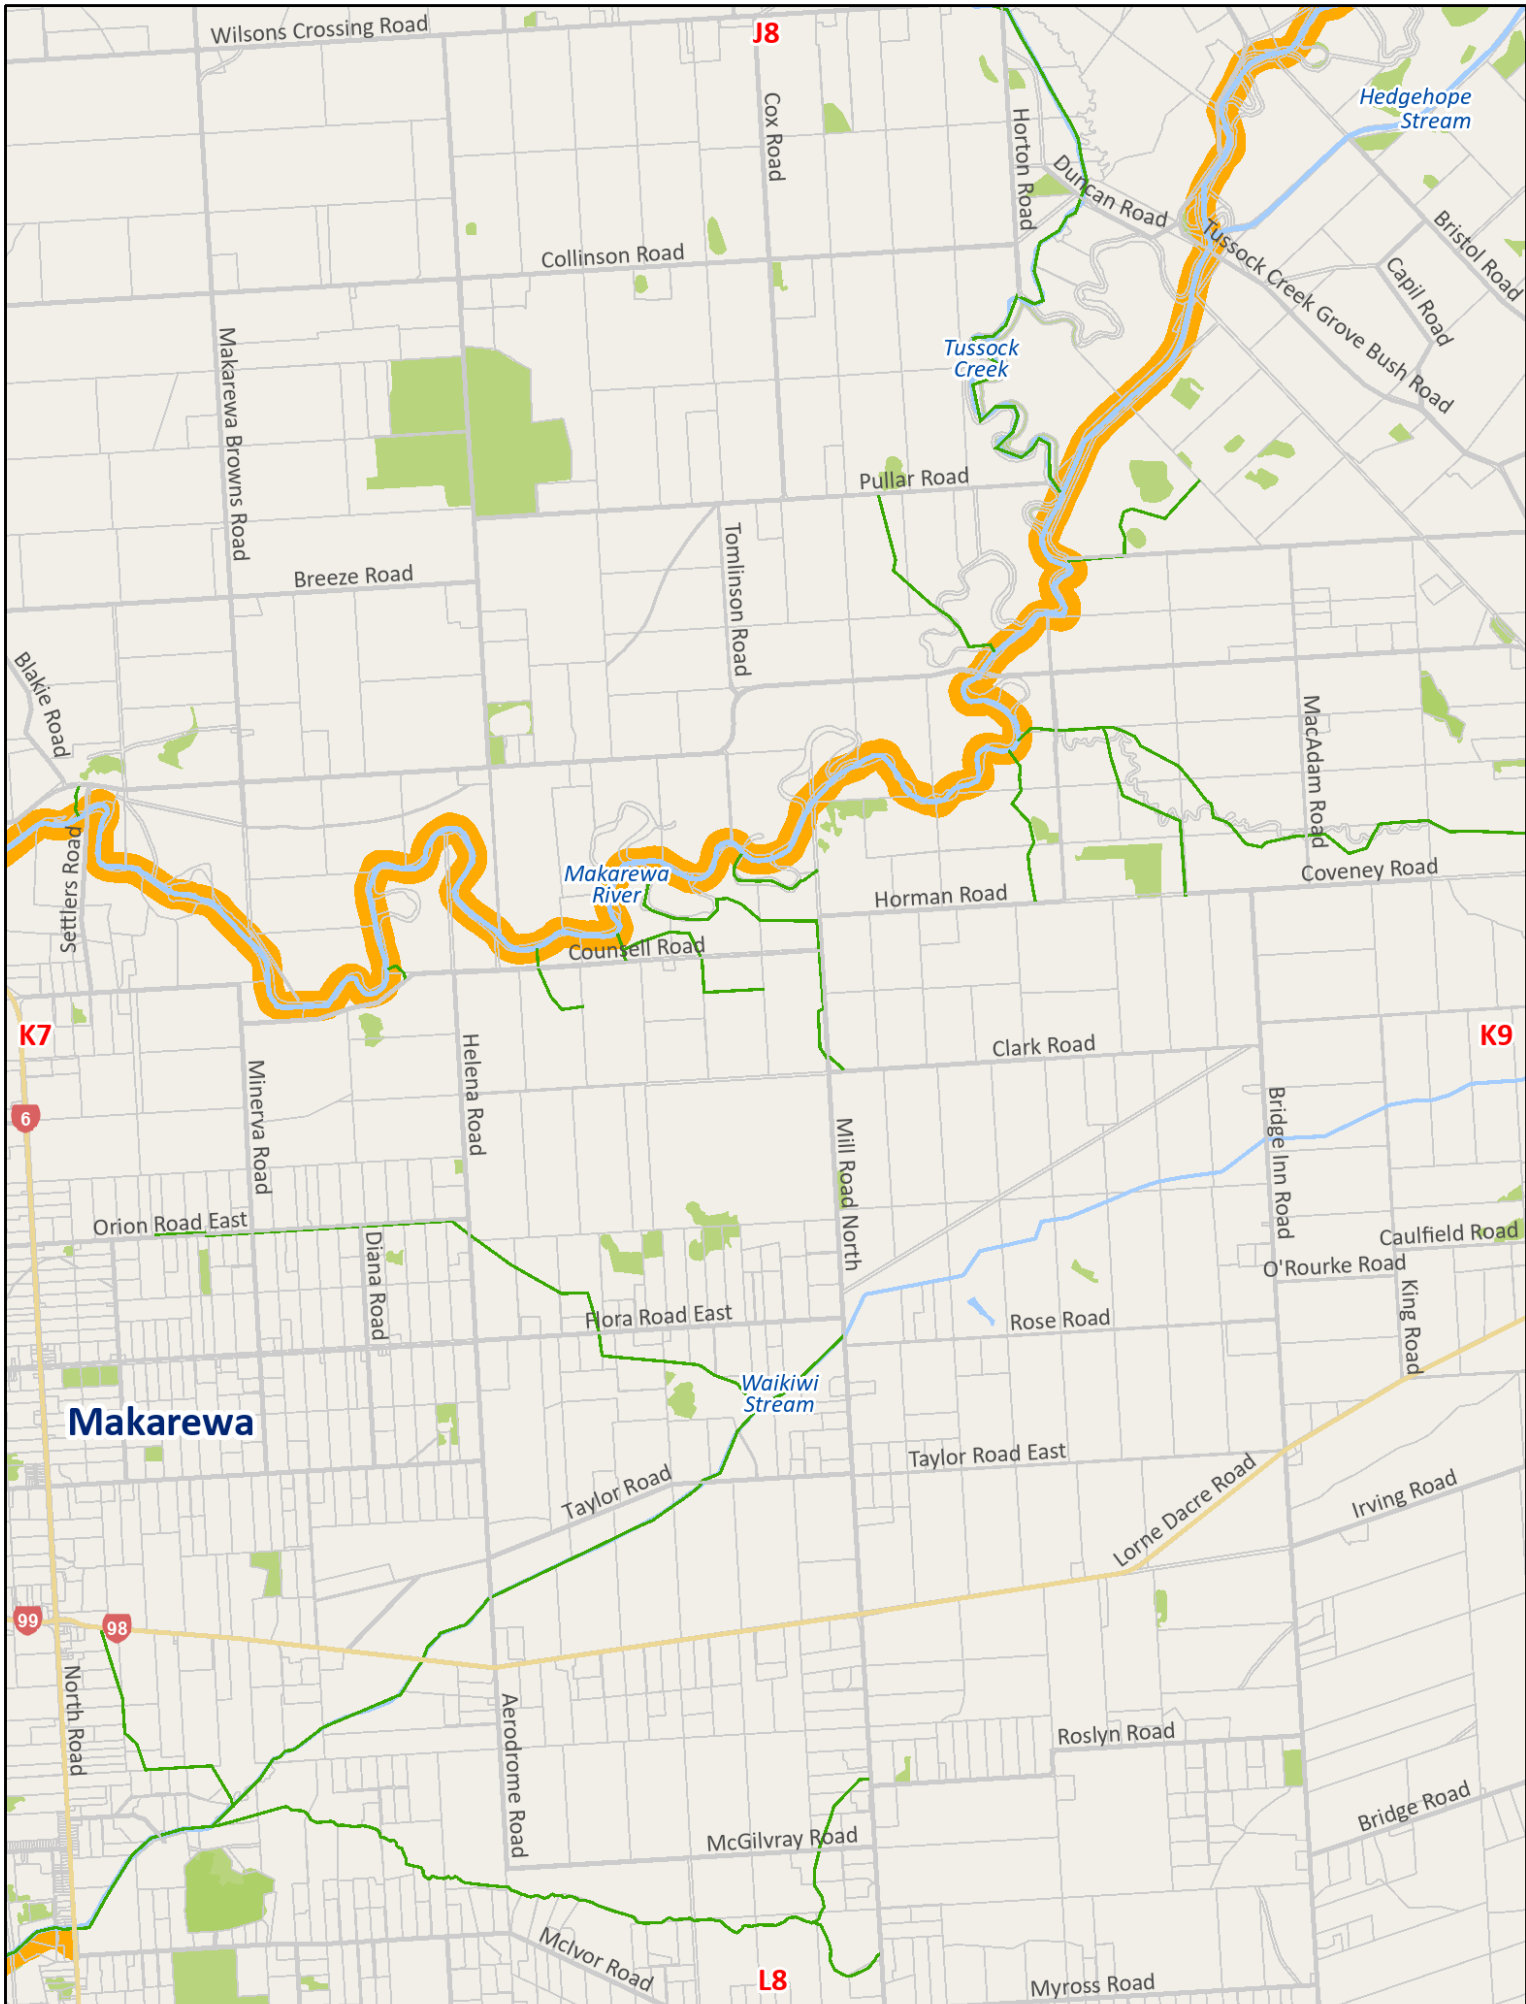 Wilsons Crossing Road
J8
Cox Road
Horton Road
Hedgehope
Stream
Duncan Road
Tussock Creek Grove Bush Road
Bristol Road
Capil Road
Collinson Road
Makarewa Browns Road
Tussock
Creek
Pullar Road
Tomlinson Road
Breeze Road
Blakie Road
MacAdam Road
Settlers Road
Makarewa
River
Horman Road
Coveney Road
Counsell Road
K7
K9
Clark Road
Helena Road
Minerva Road
6
Mill Road North
Bridge Inn Road
Orion Road East
Diana Road
Caulfield Road
O'Rourke Road
King Road
Flora Road East
Rose Road
Waikiwi
Stream
Makarewa
Taylor Road
Taylor Road East
Lorne Dacre Road
Irving Road
99
98
North Road
Aerodrome Road
Roslyn Road
Bridge Road
McGilvray Road
McIvor Road
L8
Myross Road